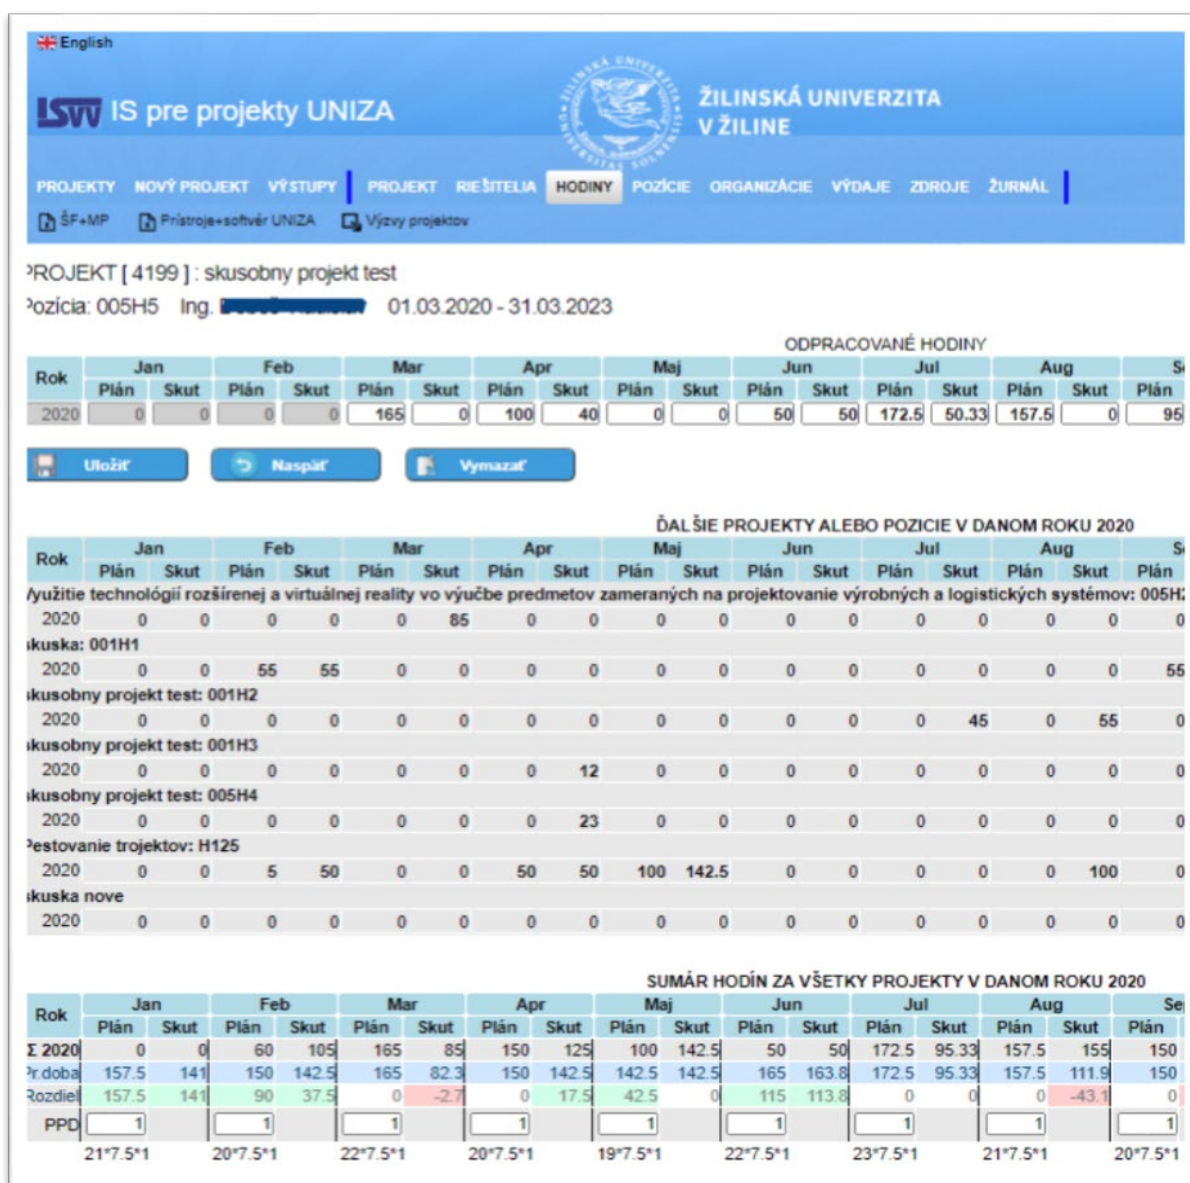 English
ISVV IS pre projekty UNIZA
ŽILINSKÁ UNIVERZITA
V ŽILINE
PROJEKTY NOVÝ PROJEKT VÝSTUPY PROJEKT RIEŠITELIA HODINY POZÍCIE ORGANIZÁCIE VÝDAJE ZDROJE ŽURNÁL
ŠF+MP Prístroje+softvér UNIZA Výzvy projektov
PROJEKT [ 4199 ] : skusobny projekt test
Pozícia: 005H5 Ing. 01.03.2020 - 31.03.2023
ODPRACOVANÉ HODINY
Rok Jan Feb Mar Apr Maj Jun Jul Aug
Plán Skut Plán Skut Plán Skut Plán Skut Plán Skut Plán Skut Plán Skut Plán Skut Plán
2020 0 0 0 0 165 0 100 40 0 0 50 50 172.5 50.33 157.5 0 95
Uložiť Naspäť Vymazať
ĎALŠIE PROJEKTY ALEBO POZICIE V DANOM ROKU 2020
Rok Jan Feb Mar Apr Maj Jun Jul Aug
Plán Skut Plán Skut Plán Skut Plán Skut Plán Skut Plán Skut Plán Skut Plán Skut Plán
Využitie technológií rozšírenej a virtuálnej reality vo výučbe predmetov zameraných na projektovanie výrobných a logistických systémov: 005H2
2020 0 0 0 0 0 85 0 0 0 0 0 0 0 0 0 0 0
skuska: 001H1
2020 0 0 55 55 0 0 0 0 0 0 0 0 0 0 0 0 55
skusobny projekt test: 001H2
2020 0 0 0 0 0 0 0 0 0 0 0 0 0 45 0 55 0
skusobny projekt test: 001H3
2020 0 0 0 0 0 0 0 12 0 0 0 0 0 0 0 0 0
skusobny projekt test: 005H4
2020 0 0 0 0 0 0 0 23 0 0 0 0 0 0 0 0 0
Pestovanie trojektov: H125
2020 0 0 5 50 0 0 50 50 100 142.5 0 0 0 0 0 100 0
skuska nove
2020 0 0 0 0 0 0 0 0 0 0 0 0 0 0 0 0 0
SUMÁR HODÍN ZA VŠETKY PROJEKTY V DANOM ROKU 2020
Rok Jan Feb Mar Apr Maj Jun Jul Aug
Plán Skut Plán Skut Plán Skut Plán Skut Plán Skut Plán Skut Plán Skut Plán Skut Plán
Σ 2020 0 0 60 105 165 85 150 125 100 142.5 50 50 172.5 95.33 157.5 155 150
Pr.doba 157.5 141 150 142.5 165 82.3 150 142.5 142.5 142.5 165 163.8 172.5 95.33 157.5 111.9 150
Rozdiel 157.5 141 90 37.5 0 -2.7 0 17.5 42.5 0 115 113.8 0 0 0 -43.1 0
PPD 1 1 1 1 1 1 1 1 1
21*7.5*1 20*7.5*1 22*7.5*1 20*7.5*1 19*7.5*1 22*7.5*1 23*7.5*1 21*7.5*1 20*7.5*1